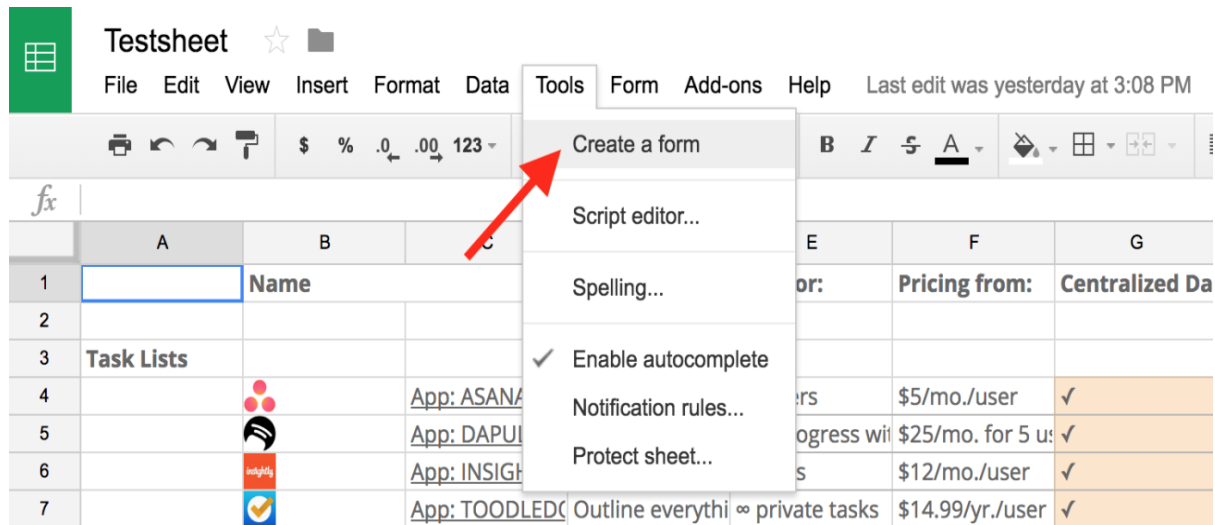 Testsheet
File Edit View Insert Format Data Tools Form Add-ons Help Last edit was yesterday at 3:08 PM
$ % .0 .00 123 Create a form B I S A
fx
Script editor...
A B C E F G
1 Name or: Pricing from: Centralized Da
Spelling...
2
3 Task Lists Enable autocomplete
4 App: ASANA rs $5/mo./user ✓
Notification rules...
5 App: DAPUL ogress wit $25/mo. for 5 us ✓
Protect sheet...
6 insightly App: INSIGH s $12/mo./user ✓
7 App: TOODLEDO Outline everythi ∞ private tasks $14.99/yr./user ✓